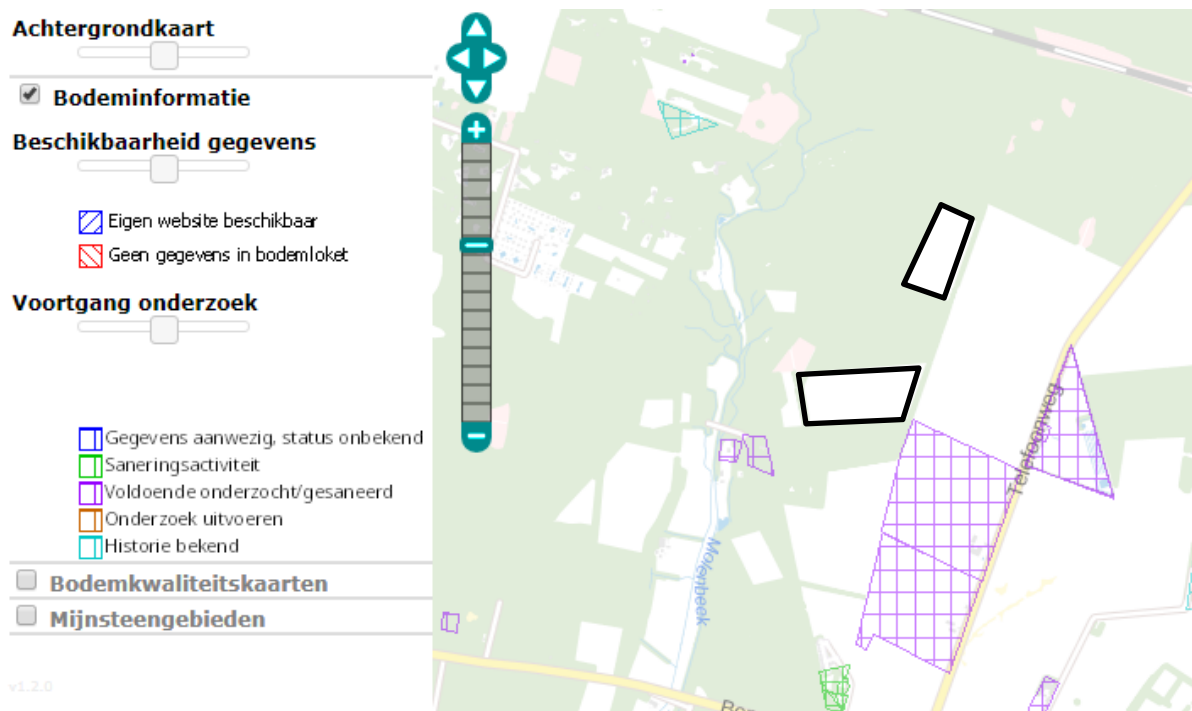 Achtergrondkaart
Bodeminformatie
Beschikbaarheid gegevens
Eigen website beschikbaar
Geen gegevens in bodemloket
Voortgang onderzoek
Gegevens aanwezig, status onbekend
Saneringsactiviteit
Voldoende onderzocht/gesaneerd
Onderzoek uitvoeren
Historie bekend
Bodemkwaliteitskaarten
Mijnsteengebieden
v1.2.0
Telefoonweg
Molenbeek